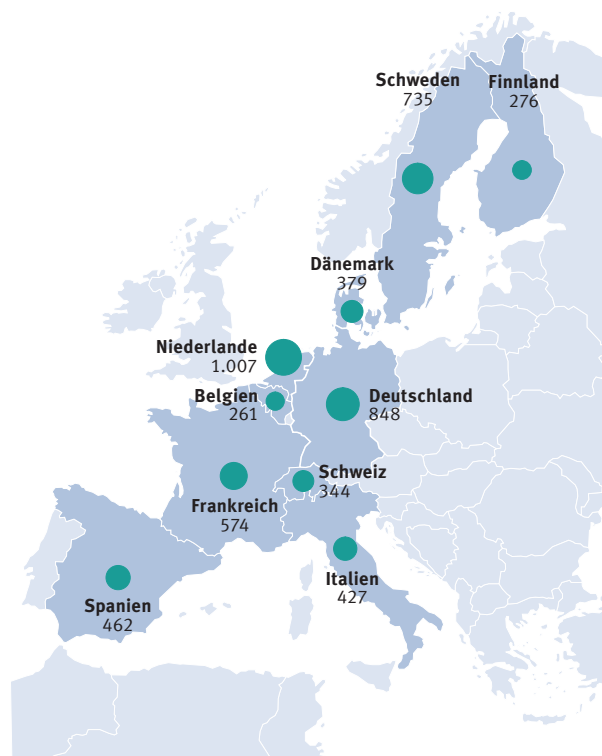 Schweden
735
Finnland
276
Dänemark
379
Niederlande
1.007
Belgien
261
Deutschland
848
Schweiz
344
Frankreich
574
Italien
427
Spanien
462